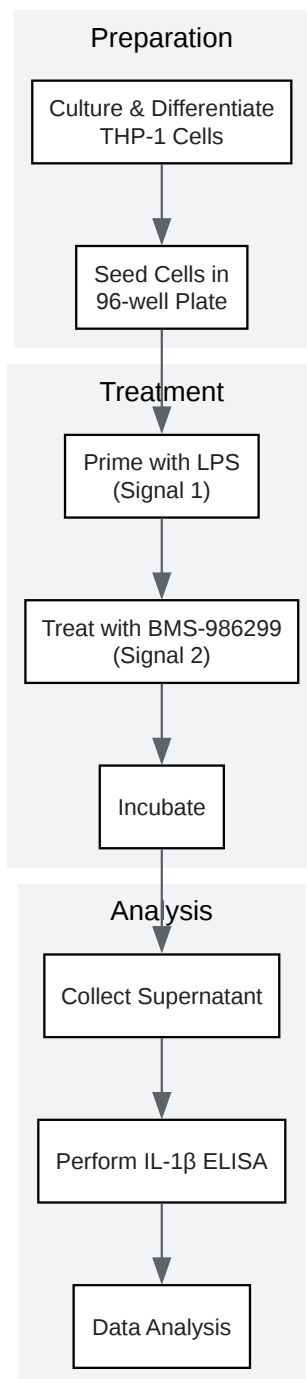 Preparation
Culture & Differentiate
THP-1 Cells
Seed Cells in
96-well Plate
Treatment
Prime with LPS
(Signal 1)
Treat with BMS-986299
(Signal 2)
Incubate
Analysis
Collect Supernatant
Perform IL-1β ELISA
Data Analysis